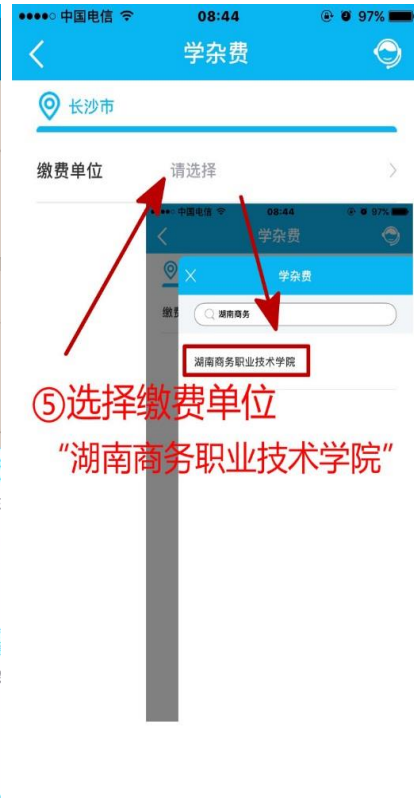 中国电信 08:44 97%
学杂费
长沙市
缴费单位 请选择
中国电信 08:44 97%
学杂费
学杂费
缴费
湖南商务
湖南商务职业技术学院
⑤选择缴费单位
“湖南商务职业技术学院”